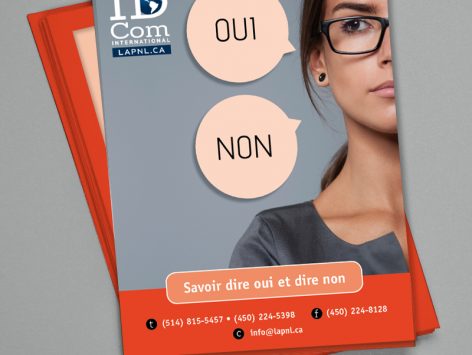 Com
INTERNATIONAL
LAPNL.CA
OUI
NON
Savoir dire oui et dire non
t (514) 815-5457 • (450) 224-5398 f (450) 224-8128
c info@lapnl.ca